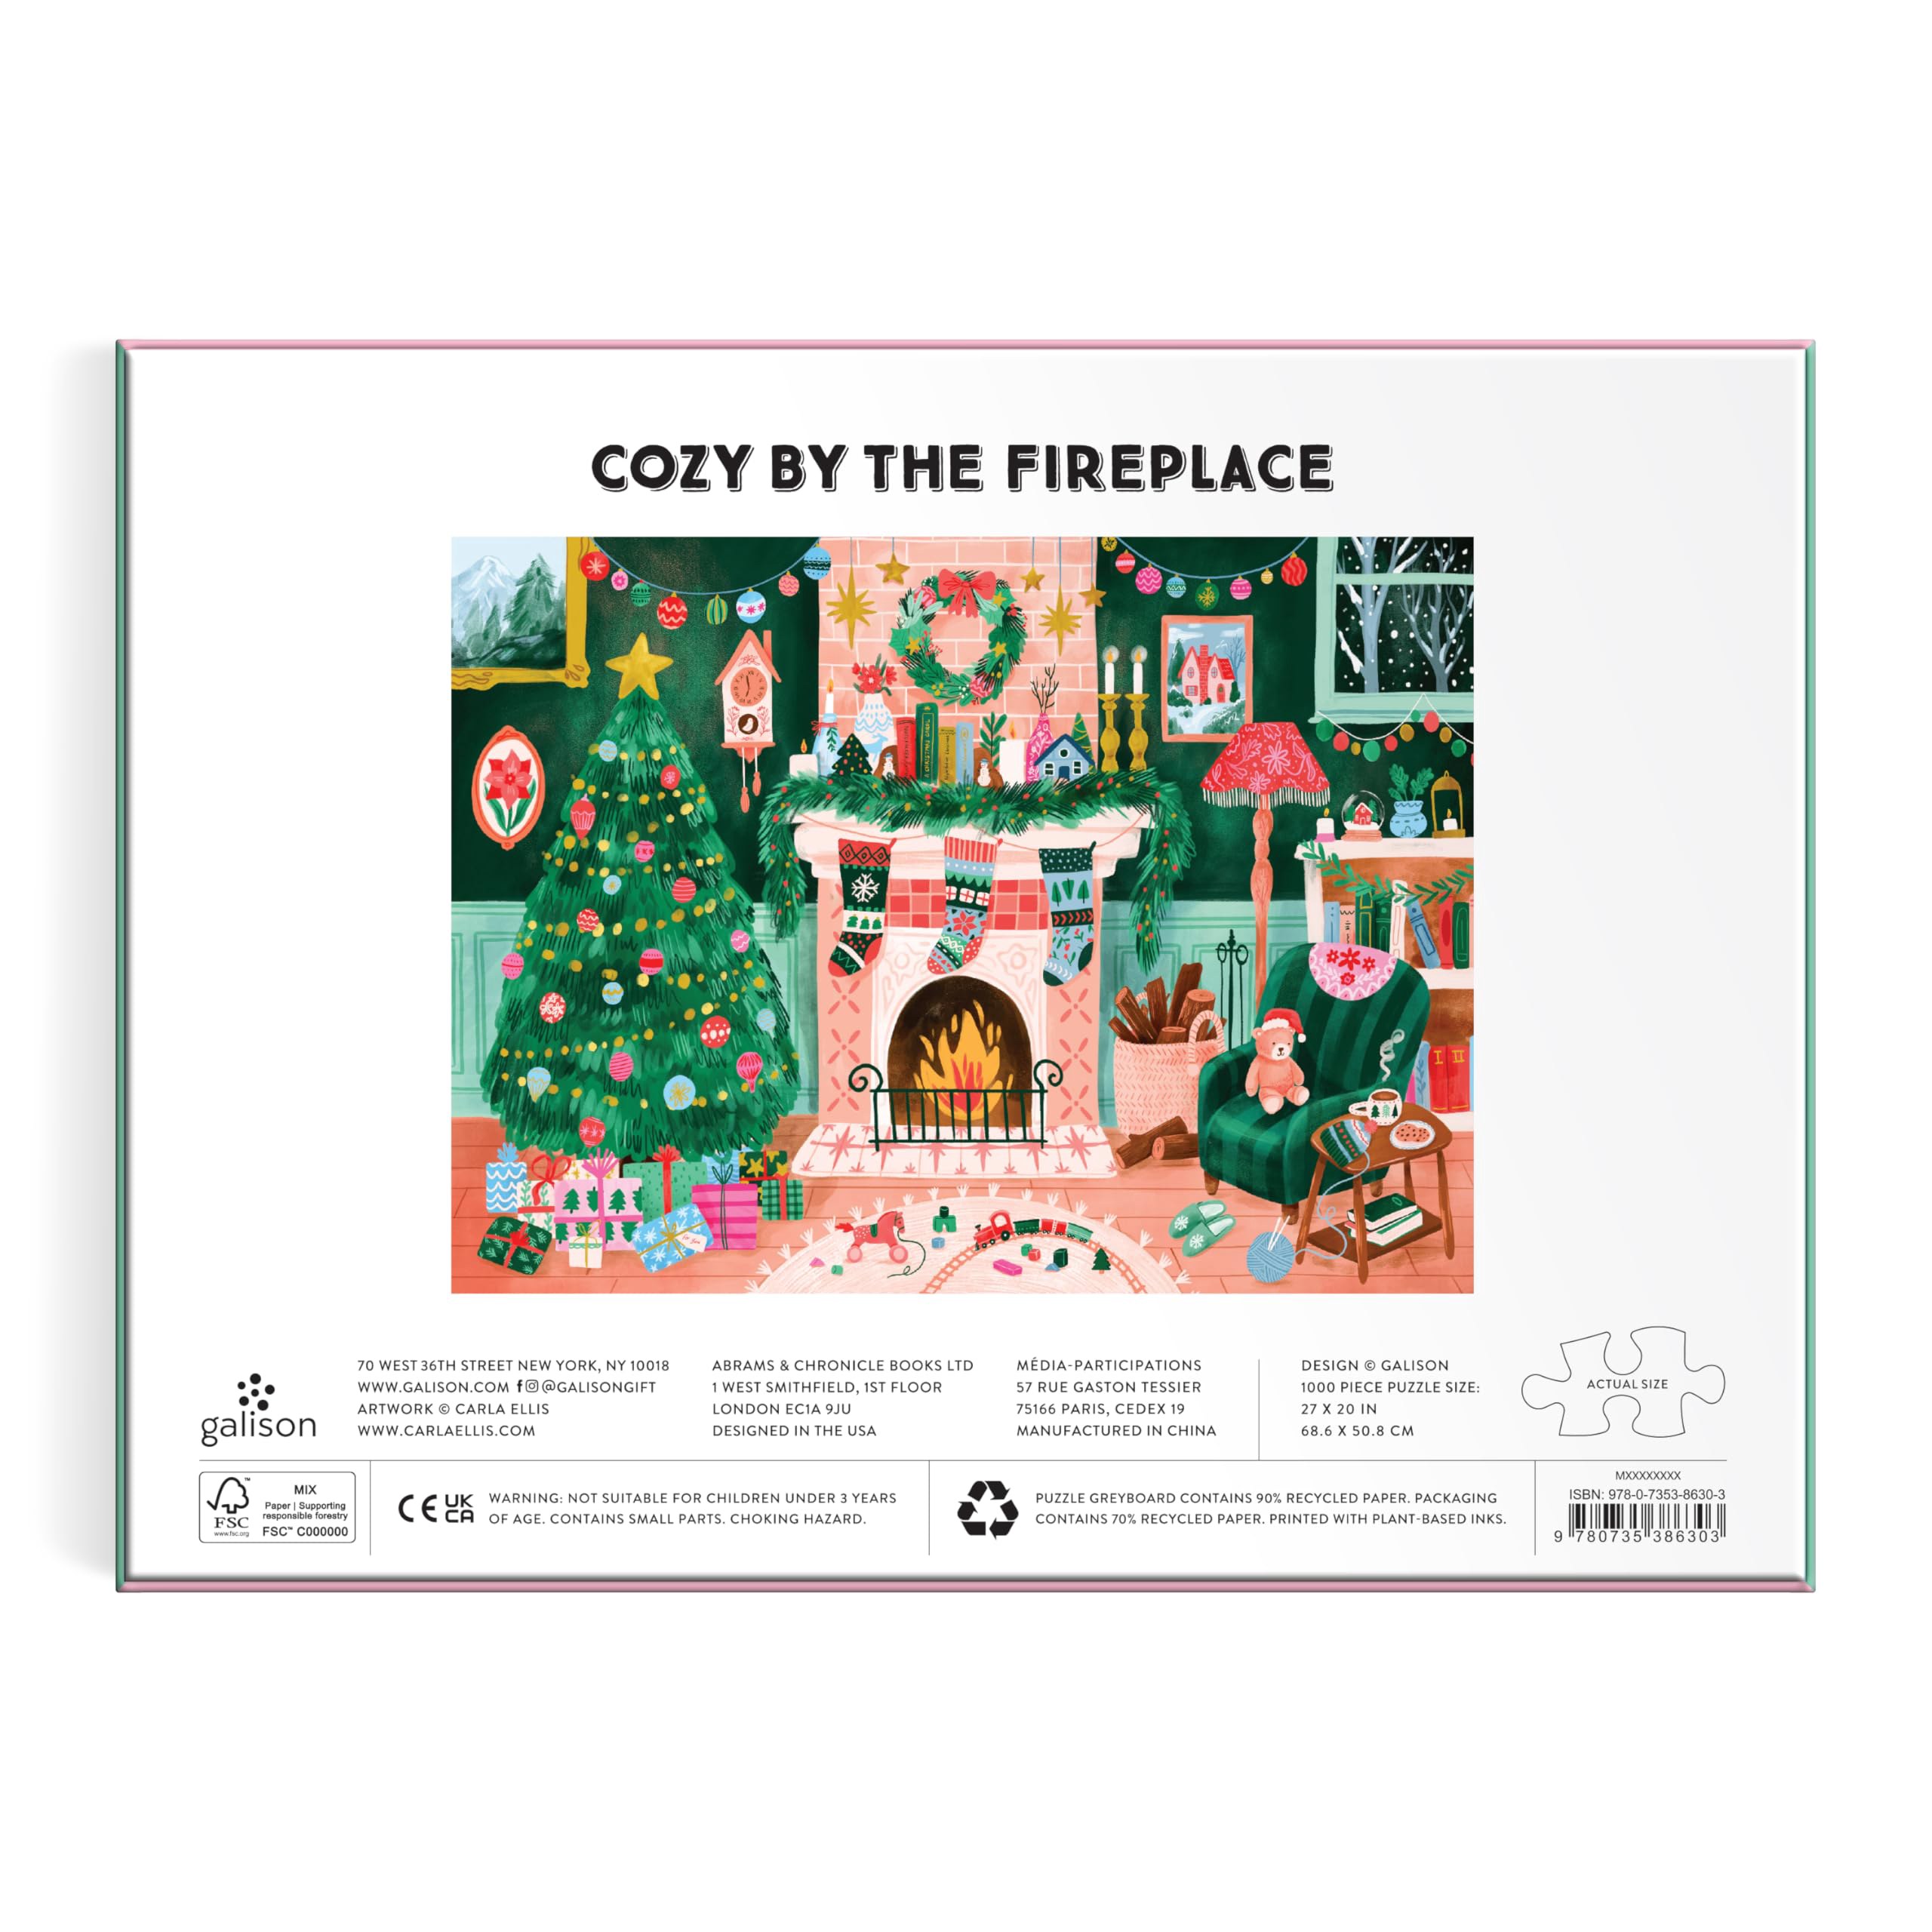 COZY BY THE FIREPLACE
galison
70 WEST 36TH STREET NEW YORK, NY 10018
WWW.GALISON.COM @GALISONGIFT
ARTWORK © CARLA ELLIS
WWW.CARLAELLIS.COM
ABRAMS & CHRONICLE BOOKS LTD
1 WEST SMITHFIELD, 1ST FLOOR
LONDON EC1A 9JU
DESIGNED IN THE USA
MÉDIA-PARTICIPATIONS
57 RUE GASTON TESSIER
75166 PARIS, CEDEX 19
MANUFACTURED IN CHINA
DESIGN © GALISON
1000 PIECE PUZZLE SIZE:
27 X 20 IN
68.6 X 50.8 CM
ACTUAL SIZE
FSC™
www.fsc.org
MIX
Paper | Supporting
responsible forestry
FSC™ C000000
CE UK CA
WARNING: NOT SUITABLE FOR CHILDREN UNDER 3 YEARS
OF AGE. CONTAINS SMALL PARTS. CHOKING HAZARD.
PUZZLE GREYBOARD CONTAINS 90% RECYCLED PAPER. PACKAGING
CONTAINS 70% RECYCLED PAPER. PRINTED WITH PLANT-BASED INKS.
MXXXXXXXX
ISBN: 978-0-7353-8630-3
9 780735 386303